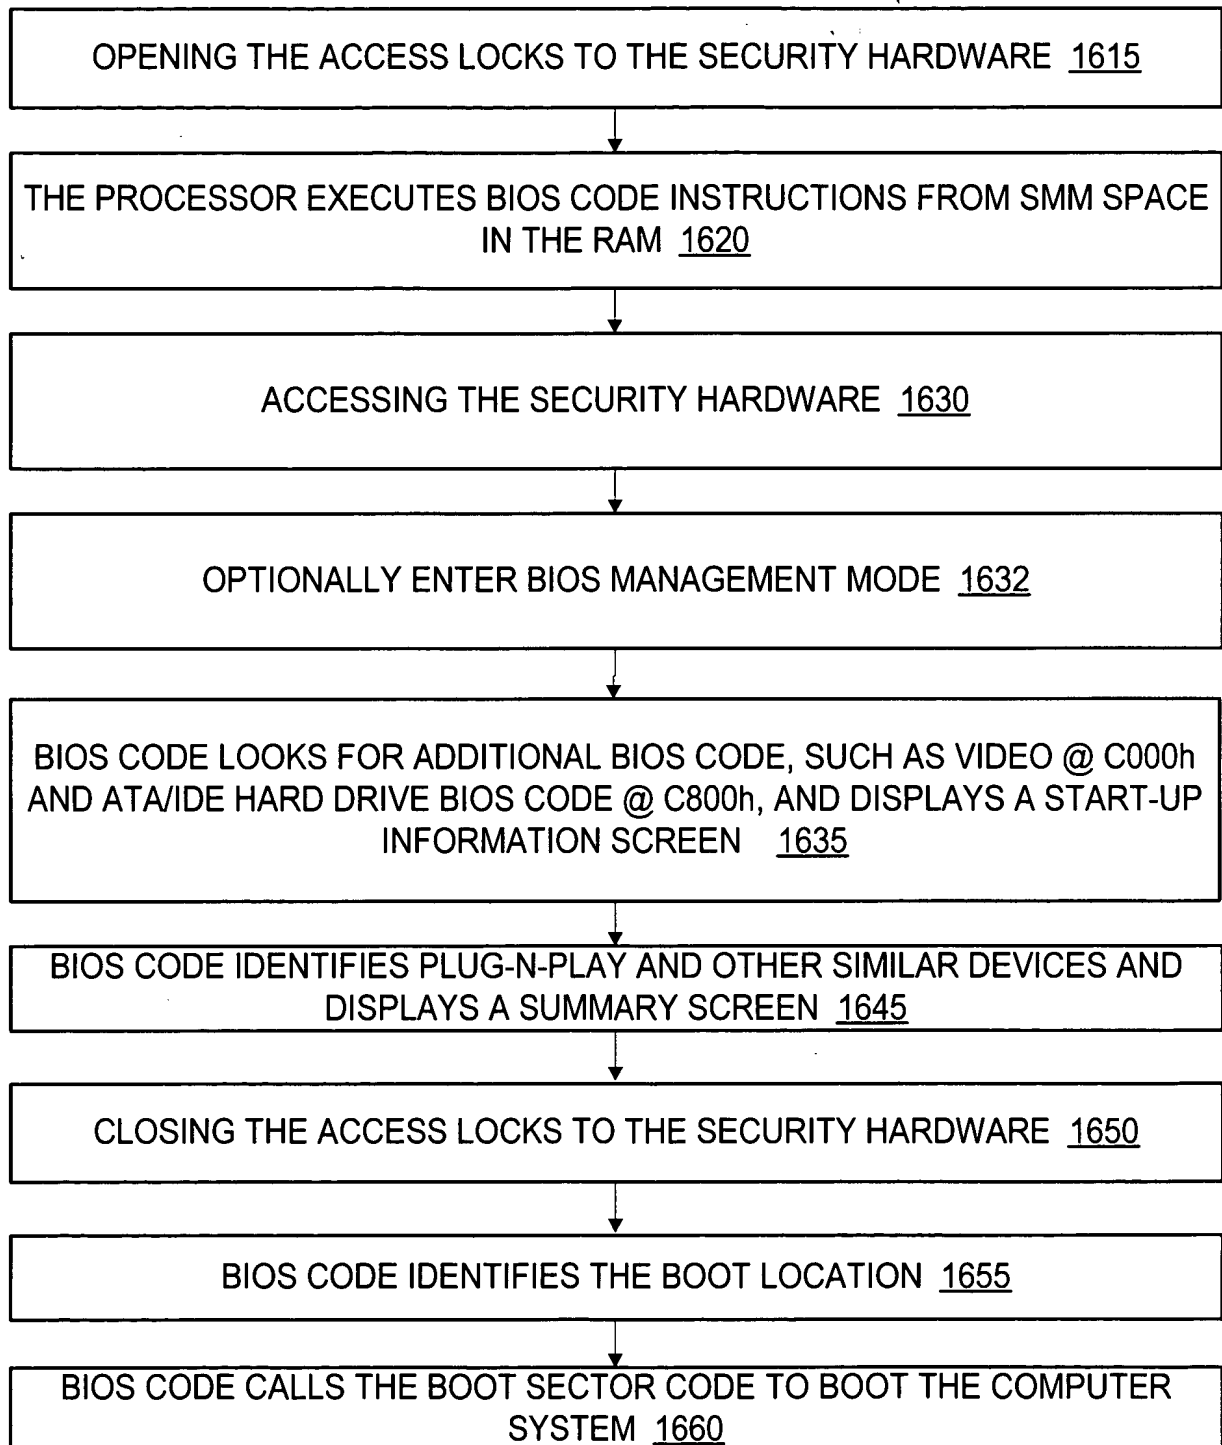 OPENING THE ACCESS LOCKS TO THE SECURITY HARDWARE 1615
THE PROCESSOR EXECUTES BIOS CODE INSTRUCTIONS FROM SMM SPACE
IN THE RAM 1620
ACCESSING THE SECURITY HARDWARE 1630
OPTIONALLY ENTER BIOS MANAGEMENT MODE 1632
BIOS CODE LOOKS FOR ADDITIONAL BIOS CODE, SUCH AS VIDEO @ C000h
AND ATA/IDE HARD DRIVE BIOS CODE @ C800h, AND DISPLAYS A START-UP
INFORMATION SCREEN 1635
BIOS CODE IDENTIFIES PLUG-N-PLAY AND OTHER SIMILAR DEVICES AND
DISPLAYS A SUMMARY SCREEN 1645
CLOSING THE ACCESS LOCKS TO THE SECURITY HARDWARE 1650
BIOS CODE IDENTIFIES THE BOOT LOCATION 1655
BIOS CODE CALLS THE BOOT SECTOR CODE TO BOOT THE COMPUTER
SYSTEM 1660